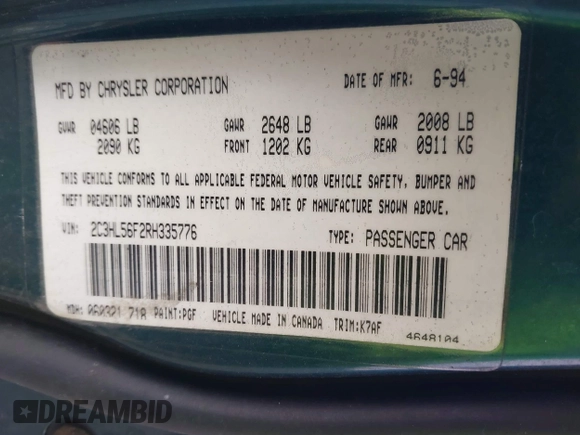 MFD BY CHRYSLER CORPORATION DATE OF MFR: 6-94
GVWR 04606 LB GAWR 2648 LB GAWR 2008 LB
2090 KG FRONT 1202 KG REAR 0911 KG
THIS VEHICLE CONFORMS TO ALL APPLICABLE FEDERAL MOTOR VEHICLE SAFETY, BUMPER AND
THEFT PREVENTION STANDARDS IN EFFECT ON THE DATE OF MANUFACTURE SHOWN ABOVE.
VIN: 2C3HL56F2RH335776 TYPE: PASSENGER CAR
MDH: 060321 718 PAINT:PGF VEHICLE MADE IN CANADA TRIM:K7AF 4648104
DREAMBID